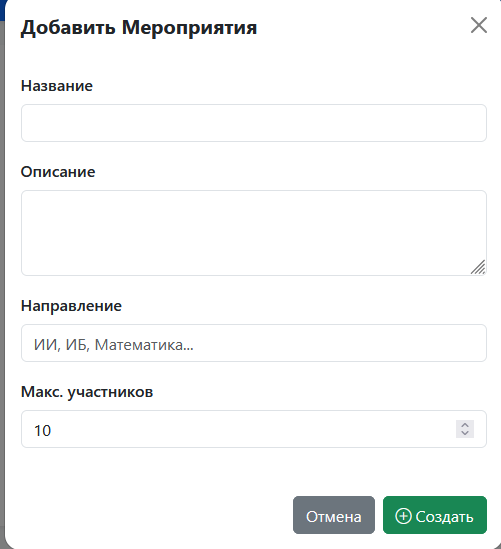 Добавить Мероприятия
Название
Описание
Направление
ИИ, ИБ, Математика...
Макс. участников
10
Отмена
Создать